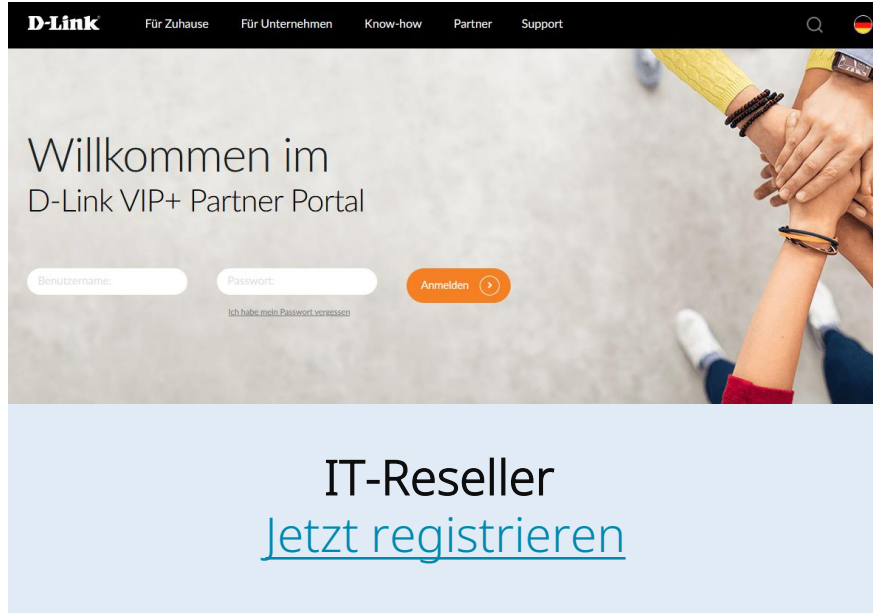 D-Link
Für Zuhause Für Unternehmen Know-how Partner Support
Willkommen im
D-Link VIP+ Partner Portal
Benutzername: Passwort: Anmelden
Ich habe mein Passwort vergessen
IT-Reseller
Jetzt registrieren